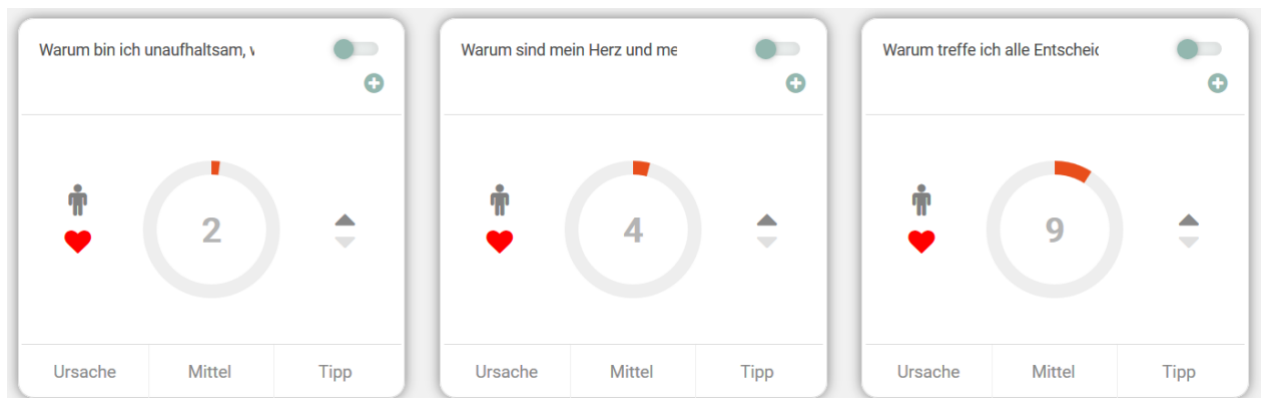 Warum bin ich unaufhaltsam,
2
Ursache Mittel Tipp
Warum sind mein Herz und me
4
Ursache Mittel Tipp
Warum treffe ich alle Entscheid
9
Ursache Mittel Tipp